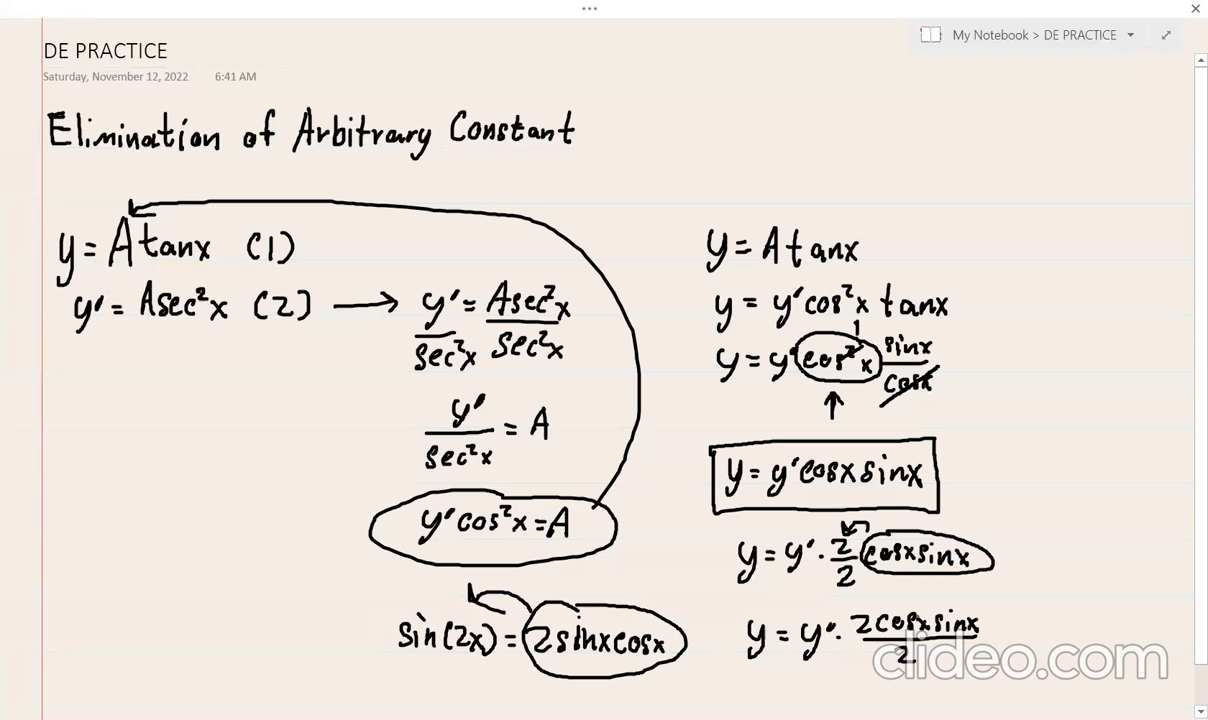 My Notebook > DE PRACTICE
DE PRACTICE
Saturday, November 12, 2022 6:41 AM
Elimination of Arbitrary Constant
y = A tanx (1)
y' = Asec²x (2) → y'/sec²x = Asec²x/sec²x
y'/sec²x = A
y'cos²x = A
sin(2x) = 2sinxcosx
y = A tanx
y = y'cos²x tanx
y = y'cos²x sinx/cosx
1
y = y'cosxsinx
y = y' · 2/2 cosxsinx
y = y' · 2cosxsinx/2
clideo.com